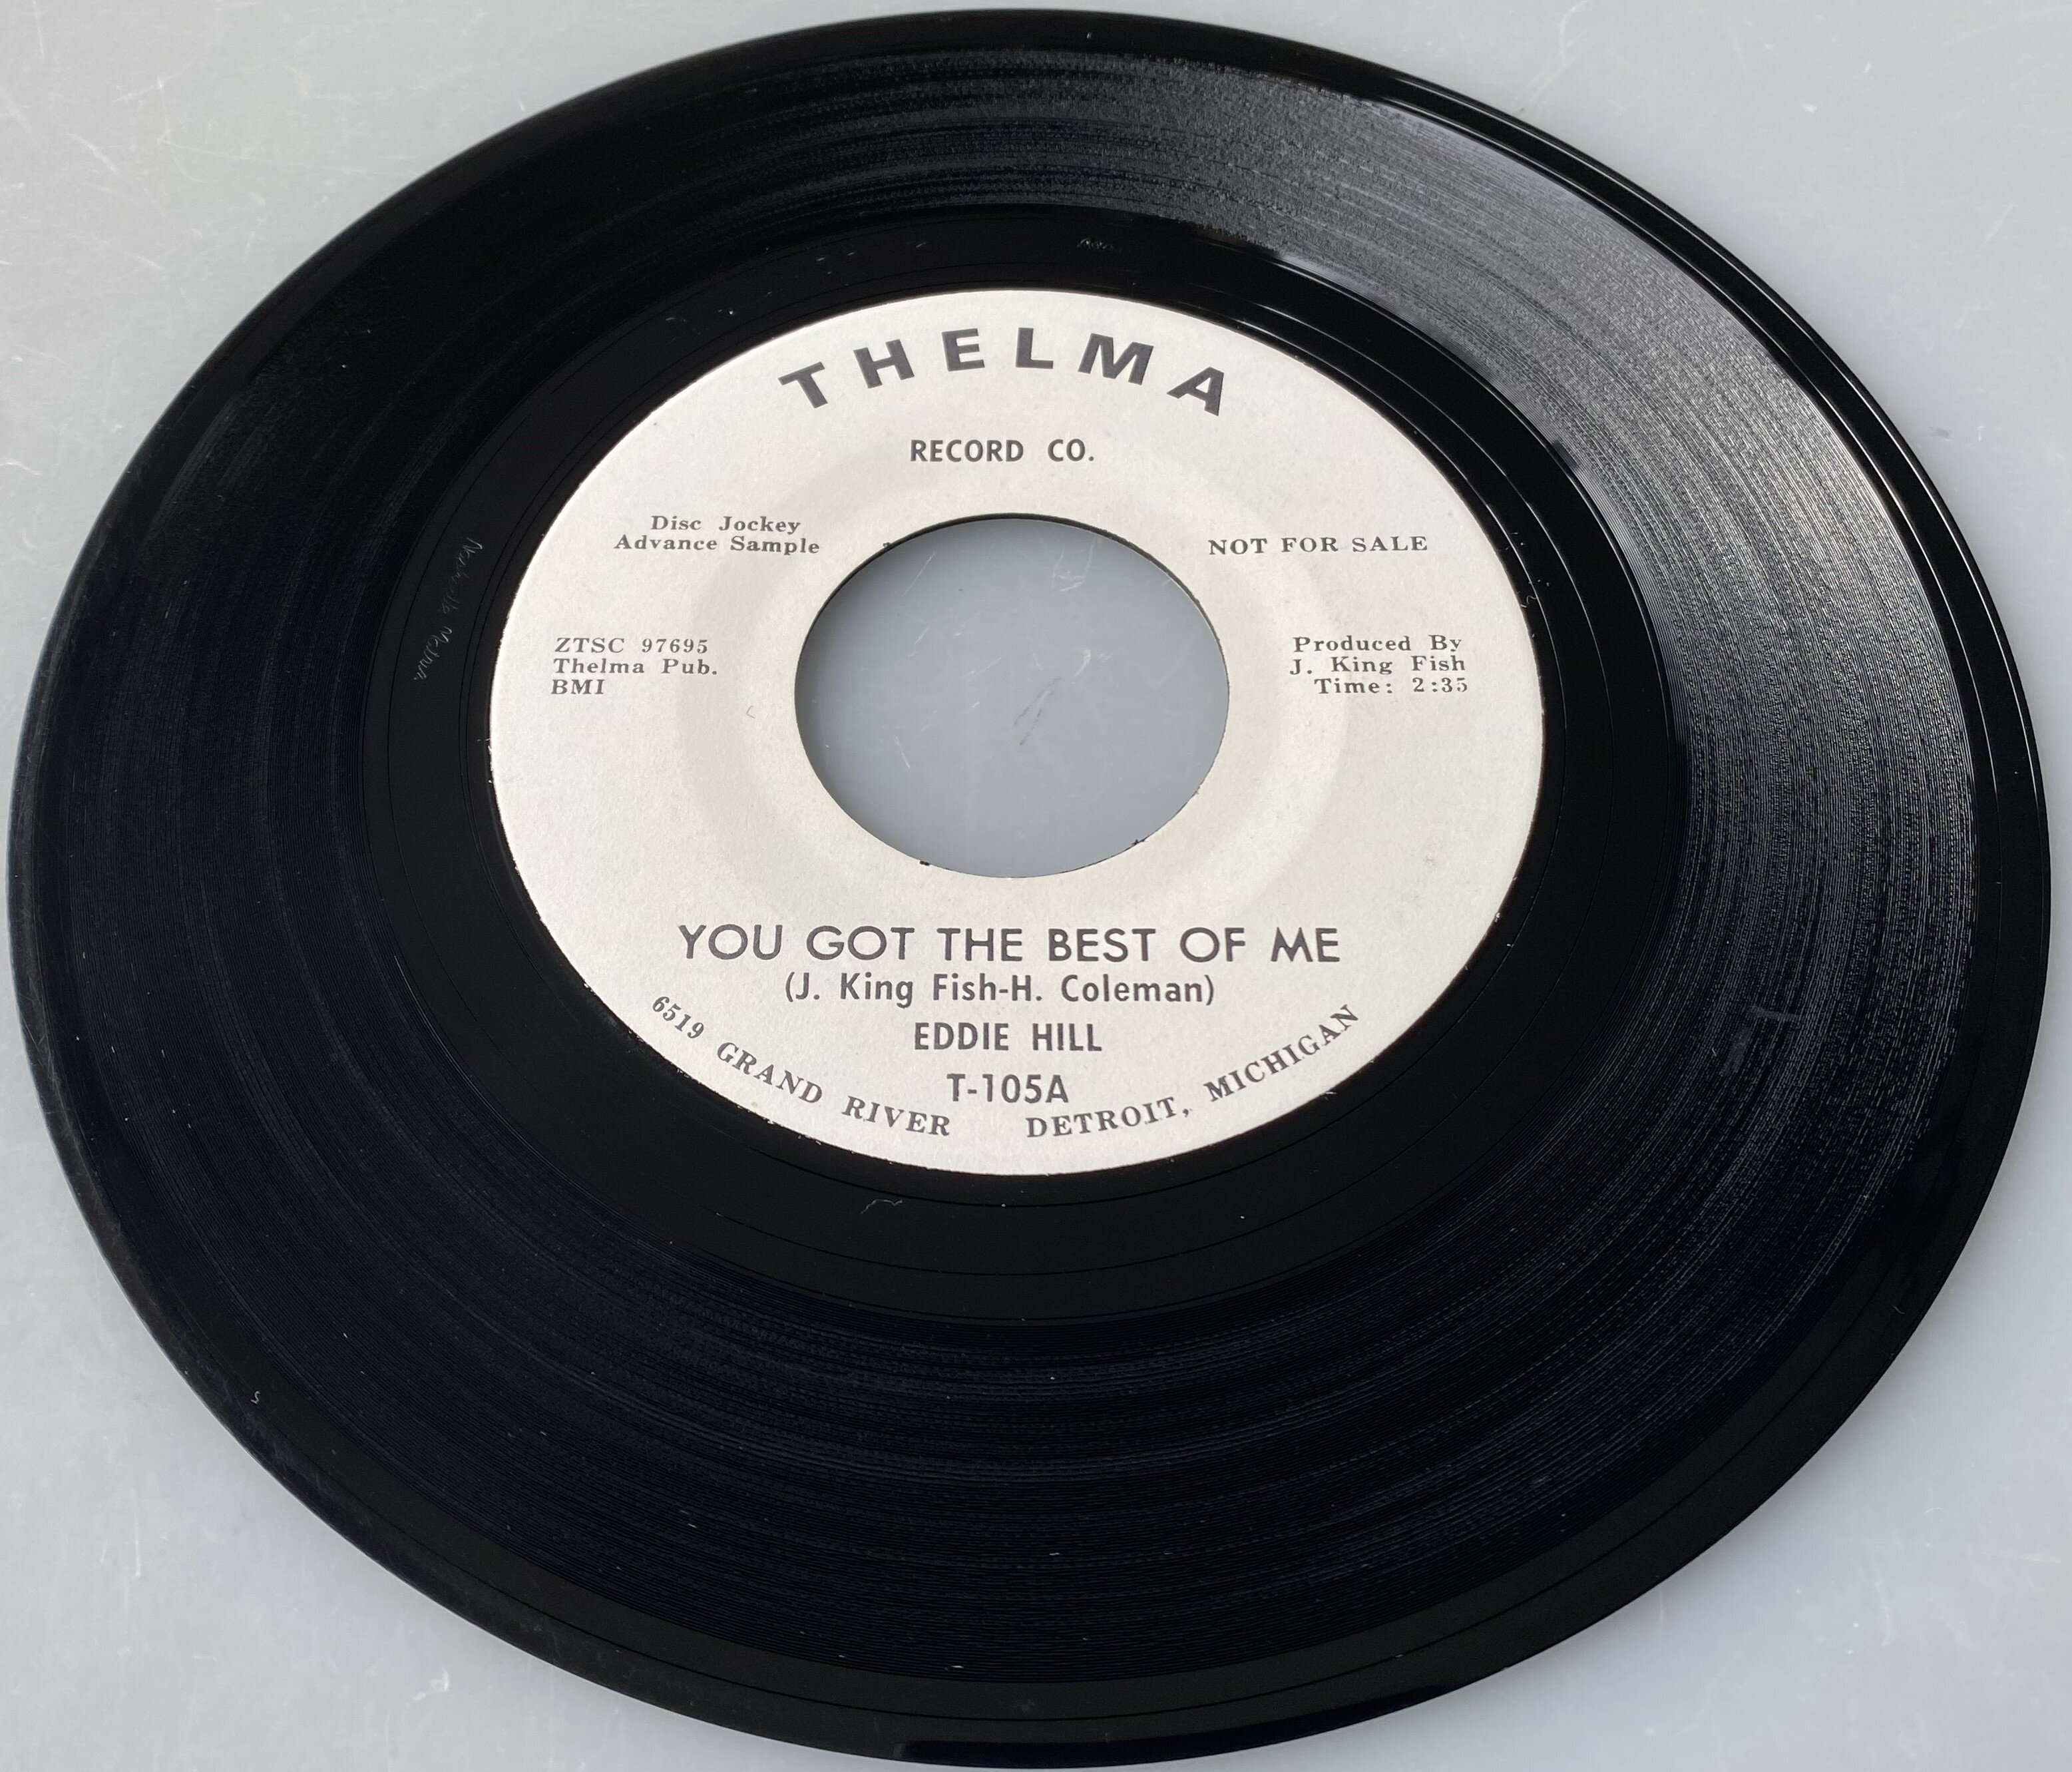 THELMA
RECORD CO.
Disc Jockey
Advance Sample
NOT FOR SALE
ZTSC 97695
Thelma Pub.
BMI
Produced By
J. King Fish
Time: 2:35
YOU GOT THE BEST OF ME
(J. King Fish-H. Coleman)
EDDIE HILL
T-105A
6519 GRAND RIVER DETROIT, MICHIGAN